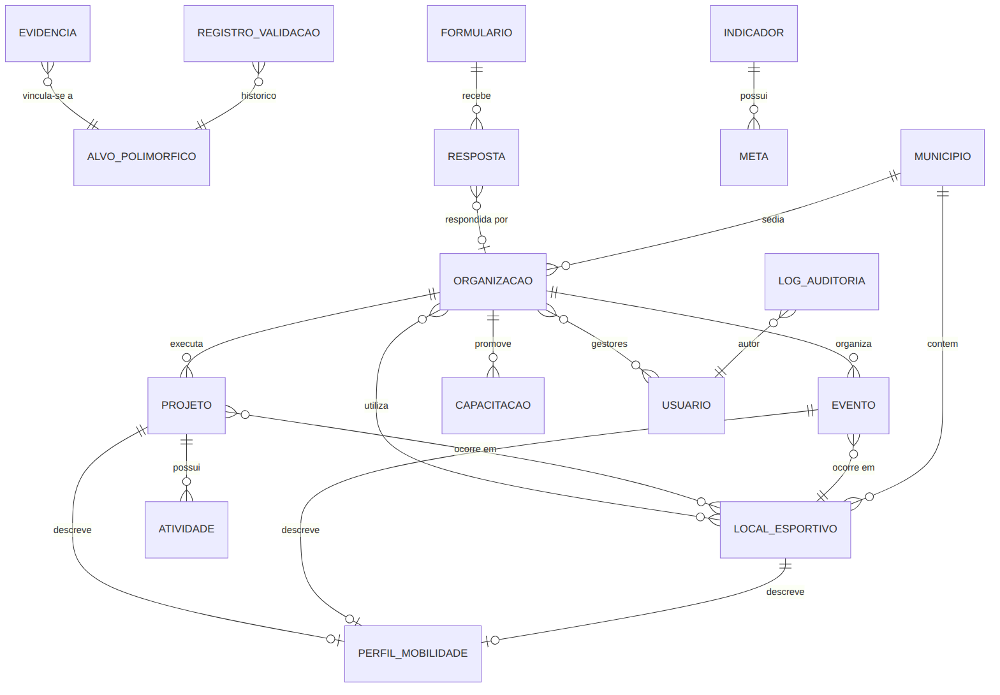 EVIDENCIA
REGISTRO_VALIDACAO
FORMULARIO
INDICADOR
vincula-se a
historico
recebe
possui
ALVO_POLIMORFICO
RESPOSTA
META
MUNICIPIO
respondida por
sedia
ORGANIZACAO
LOG_AUDITORIA
executa
promove
gestores
autor
organiza
contem
PROJETO
utiliza
CAPACITACAO
USUARIO
EVENTO
possui
ocorre em
ocorre em
descreve
ATIVIDADE
descreve
LOCAL_ESPORTIVO
descreve
PERFIL_MOBILIDADE